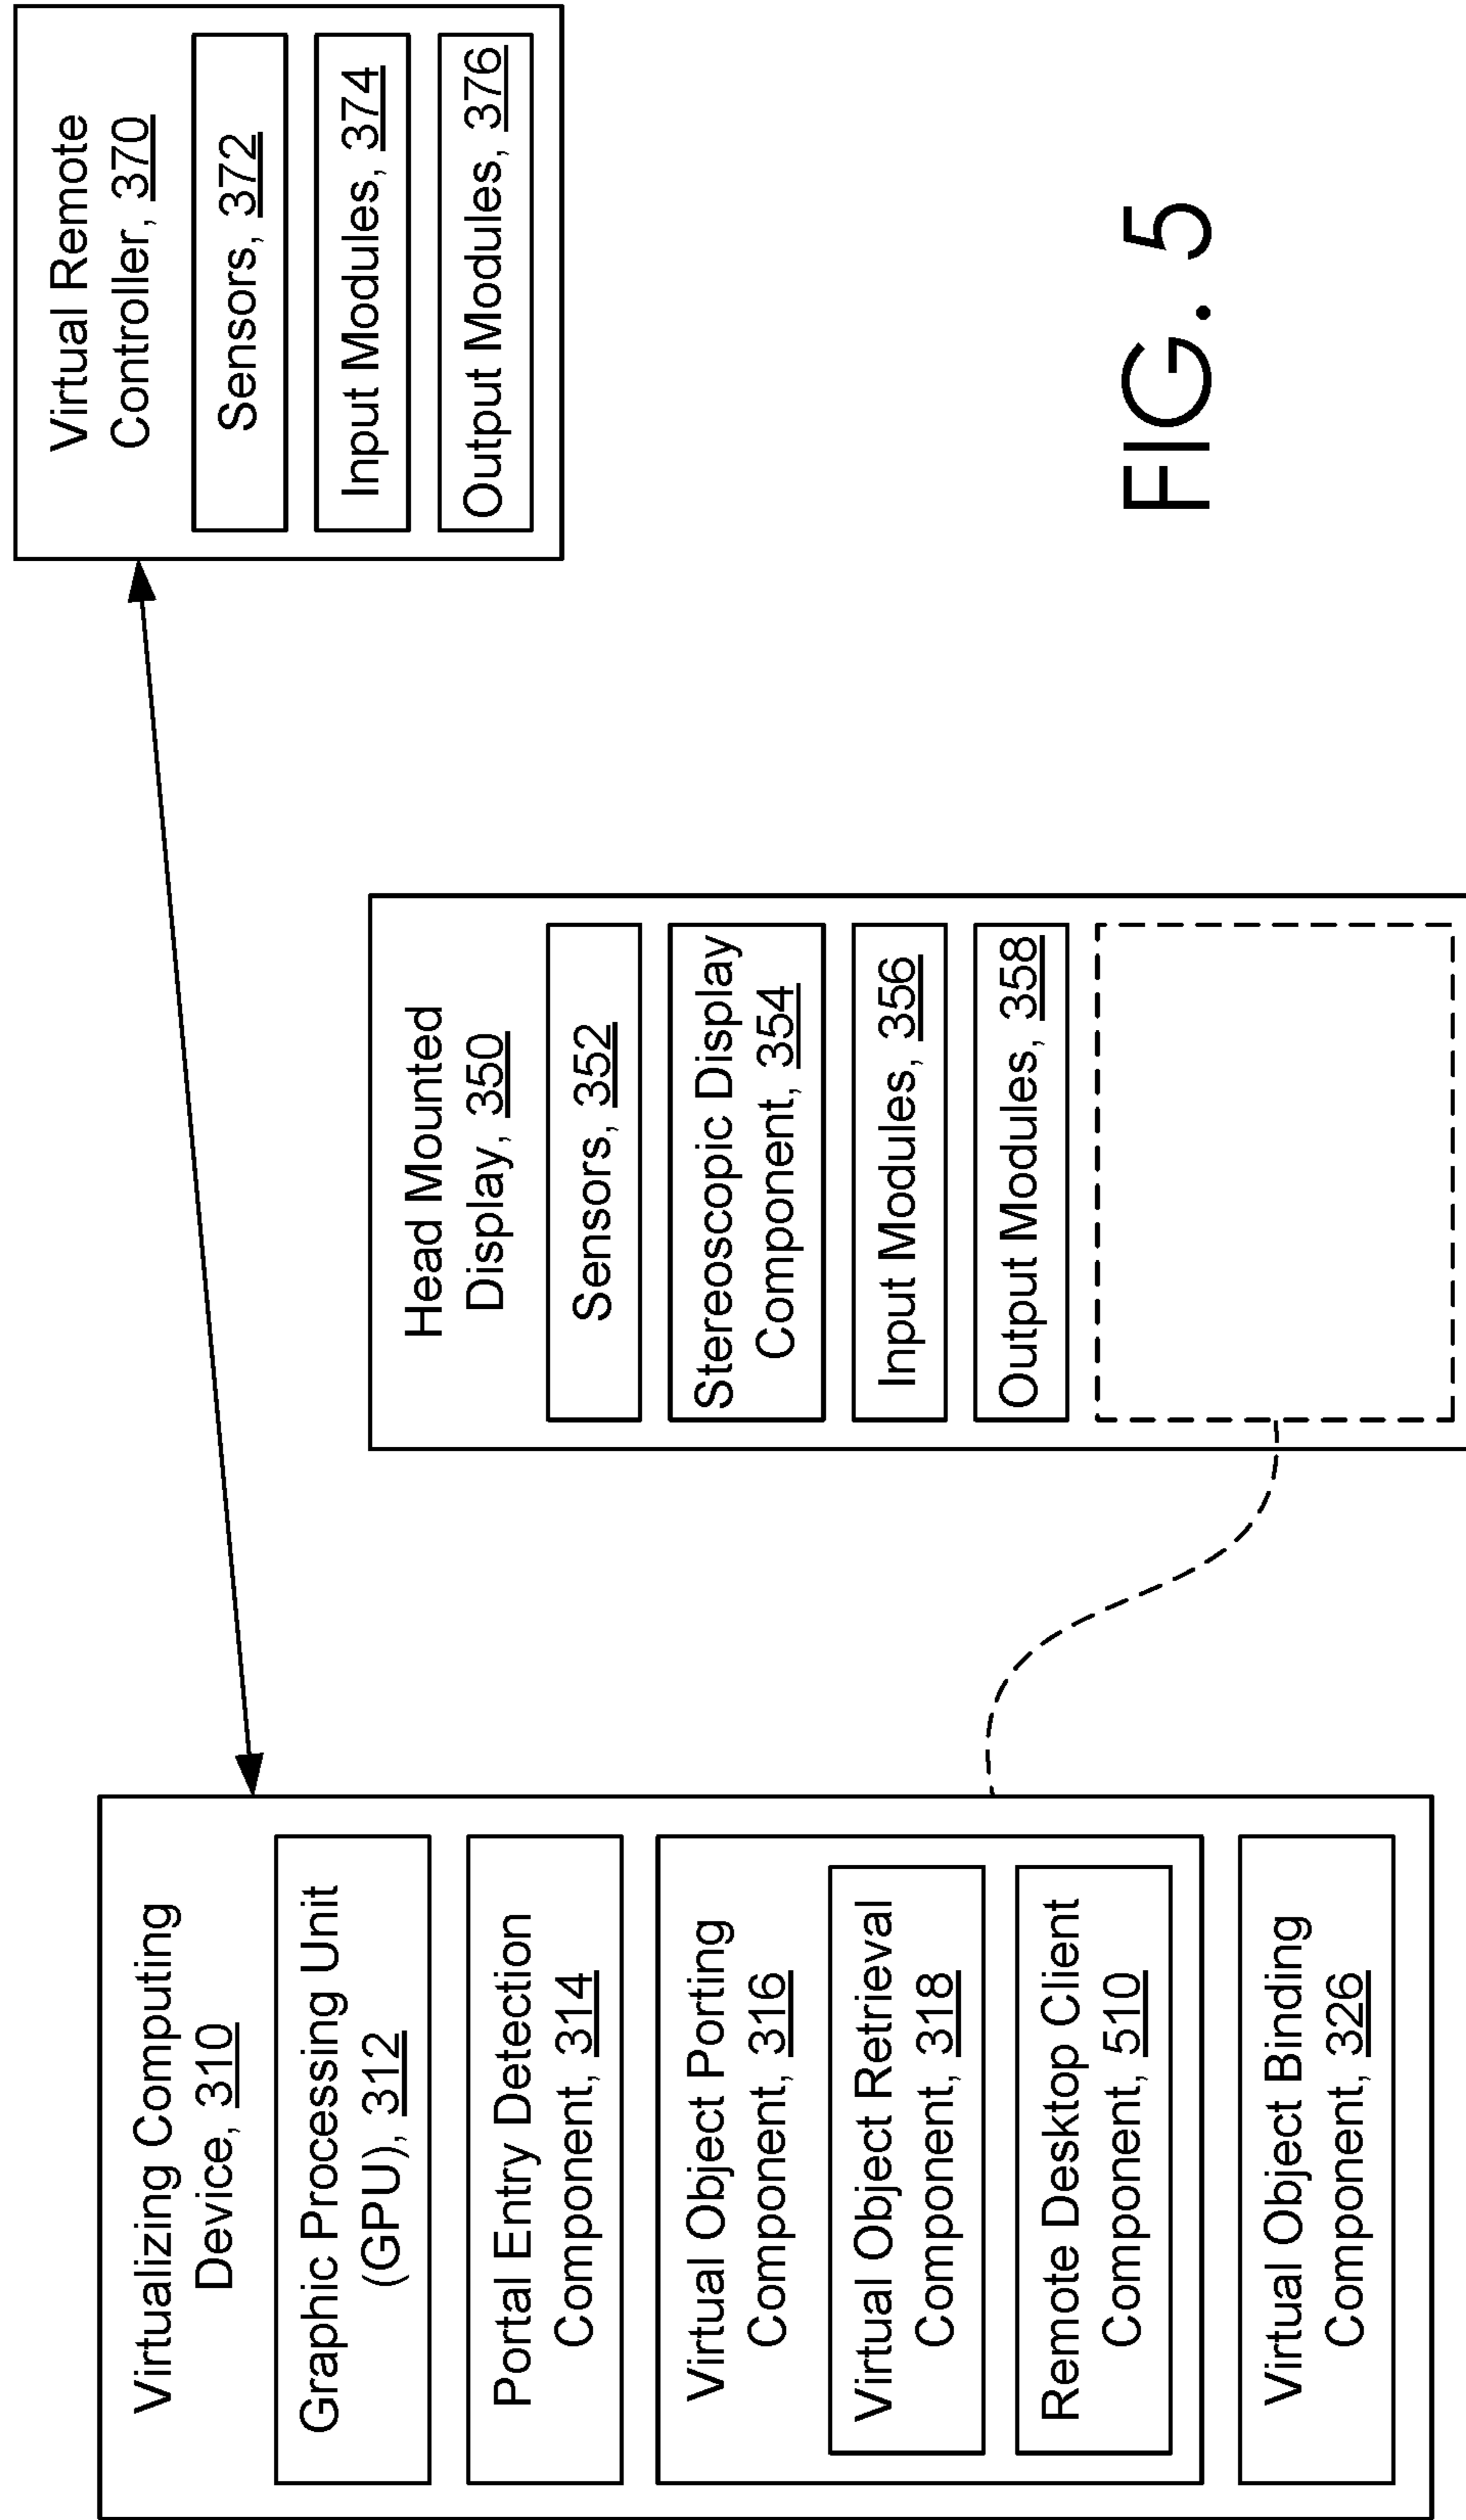 Virtualizing Computing
Device, 310
Graphic Processing Unit
(GPU), 312
Portal Entry Detection
Component, 314
Virtual Object Porting
Component, 316
Virtual Object Retrieval
Component, 318
Remote Desktop Client
Component, 510
Virtual Object Binding
Component, 326
Head Mounted
Display, 350
Sensors, 352
Stereoscopic Display
Component, 354
Input Modules, 356
Output Modules, 358
Virtual Remote
Controller, 370
Sensors, 372
Input Modules, 374
Output Modules, 376
FIG. 5